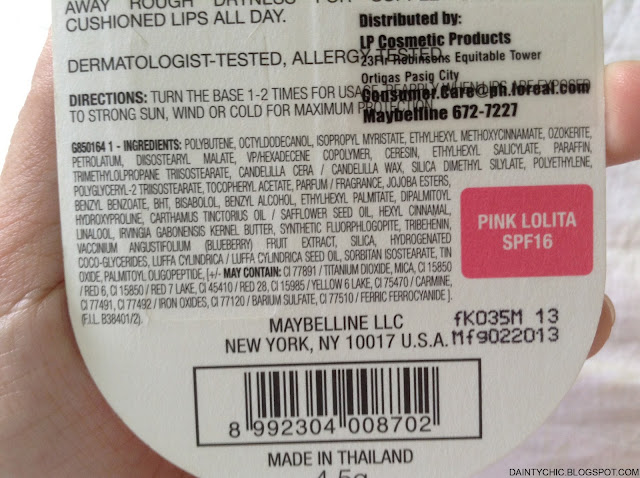 AWAY ROUGH DRYNESS FOR
CUSHIONED LIPS ALL DAY.
DERMATOLOGIST-TESTED, ALLERGY TESTED.
Distributed by:
LP Cosmetic Products
23Flr Robinsons Equitable Tower
Ortigas Pasig City
Consumer.Care@ph.loreal.com
Maybelline 672-7227
DIRECTIONS: TURN THE BASE 1-2 TIMES FOR USAGE. REAPPLY WHEN LIPS ARE EXPOSED
TO STRONG SUN, WIND OR COLD FOR MAXIMUM PROTECTION.
G850164 1 - INGREDIENTS: POLYBUTENE, OCTYLDODECANOL, ISOPROPYL MYRISTATE, ETHYLHEXYL METHOXYCINNAMATE, OZOKERITE,
PETROLATUM, DIISOSTEARYL MALATE, VP/HEXADECENE COPOLYMER, CERESIN, ETHYLHEXYL SALICYLATE, PARAFFIN,
TRIMETHYLOLPROPANE TRIISOSTEARATE, CANDELILLA CERA / CANDELILLA WAX, SILICA DIMETHYL SILYLATE, POLYETHYLENE,
POLYGLYCERYL-2 TRIISOSTEARATE, TOCOPHERYL ACETATE, PARFUM / FRAGRANCE, JOJOBA ESTERS,
BENZYL BENZOATE, BHT, BISABOLOL, BENZYL ALCOHOL, ETHYLHEXYL PALMITATE, DIPALMITOYL
HYDROXYPROLINE, CARTHAMUS TINCTORIUS OIL / SAFFLOWER SEED OIL, HEXYL CINNAMAL,
LINALOOL, IRVINGIA GABONENSIS KERNEL BUTTER, SYNTHETIC FLUORPHLOGOPITE, TRIBEHENIN,
VACCINIUM ANGUSTIFOLIUM (BLUEBERRY) FRUIT EXTRACT, SILICA, HYDROGENATED
COCO-GLYCERIDES, LUFFA CYLINDRICA / LUFFA CYLINDRICA SEED OIL, SORBITAN ISOSTEARATE, TIN
OXIDE, PALMITOYL OLIGOPEPTIDE, [+/- MAY CONTAIN: CI 77891 / TITANIUM DIOXIDE, MICA, CI 15850
/ RED 6, CI 15850 / RED 7 LAKE, CI 45410 / RED 28, CI 15985 / YELLOW 6 LAKE, CI 75470 / CARMINE,
CI 77491, CI 77492 / IRON OXIDES, CI 77120 / BARIUM SULFATE, CI 77510 / FERRIC FERROCYANIDE ].
(F.I.L. B38401/2).
PINK LOLITA
SPF16
MAYBELLINE LLC
NEW YORK, NY 10017 U.S.A.
fK035M 13
Mfg022013
8 992304 008702
MADE IN THAILAND
4.5g
DAINTYCHIC.BLOGSPOT.COM